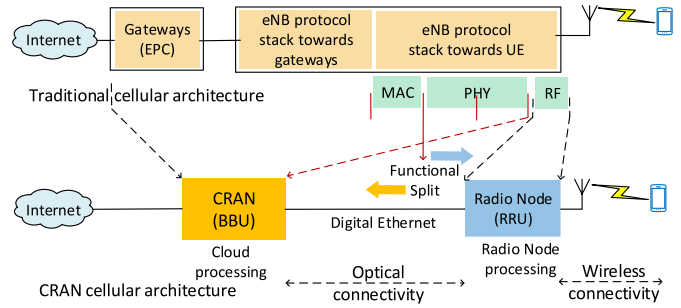 Internet
Gateways
(EPC)
eNB protocol
stack towards
gateways
eNB protocol
stack towards UE
MAC
PHY
RF
Traditional cellular architecture
Functional
Split
Internet
CRAN
(BBU)
Digital Ethernet
Radio Node
(RRU)
Cloud
processing
Radio Node
processing
Optical
connectivity
Wireless
connectivity
CRAN cellular architecture